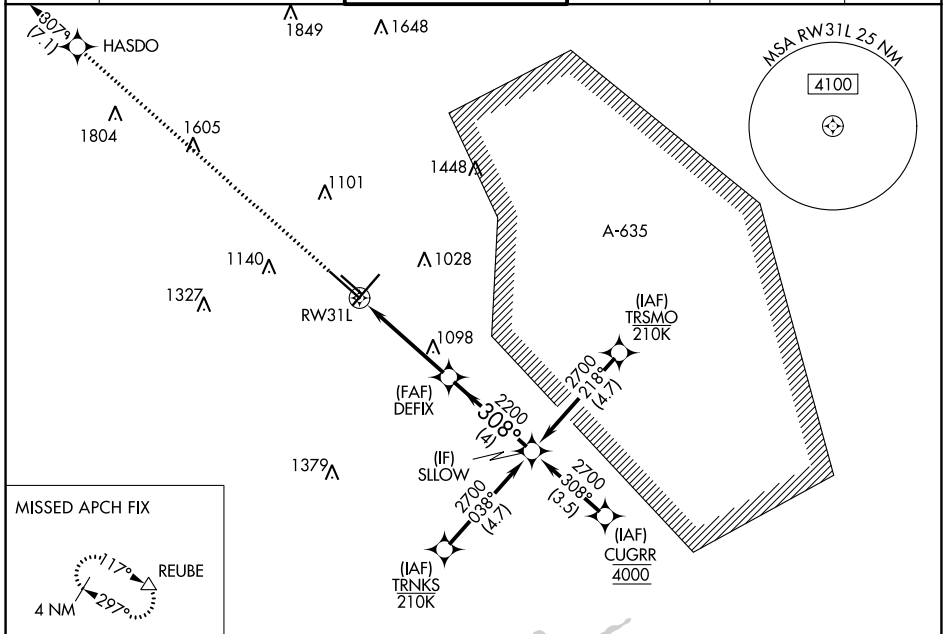 307°
(7.1)
HASDO
1849
1648
MSA RW31L 25 NM
4100
1804
1605
1448
1101
A-635
1140
1028
1327
RW31L
1098
(IAF)
TRSMO
210K
2700
218°
(4.7)
(FAF)
DEFIX
2200
308°
(4)
(IF)
SLLOW
1379
2700
308°
(3.5)
2700
038°
(4.7)
(IAF)
CUGRR
4000
(IAF)
TRNKS
210K
MISSED APCH FIX
117°
REUBE
4 NM
297°